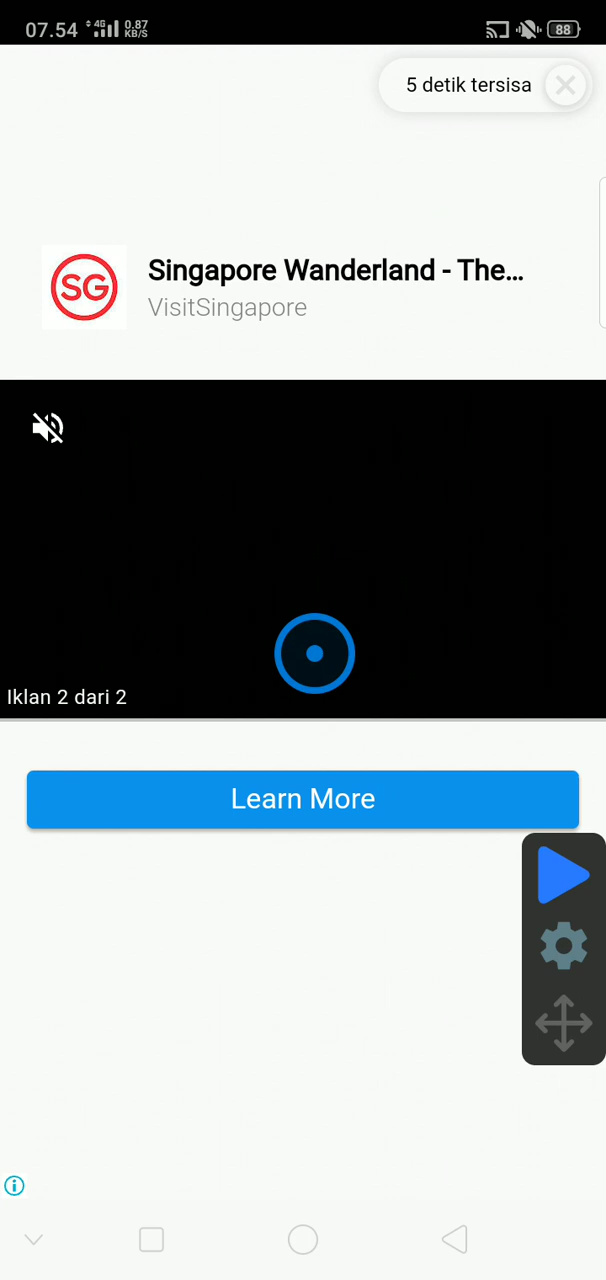 07.54 4G 0.87 KB/S 88
5 detik tersisa
SG
Singapore Wanderland - The...
VisitSingapore
Iklan 2 dari 2
Learn More